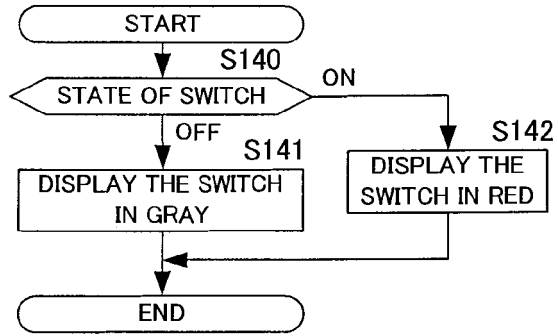 START
S140
STATE OF SWITCH
ON
OFF
S141
S142
DISPLAY THE SWITCH
IN GRAY
DISPLAY THE
SWITCH IN RED
END